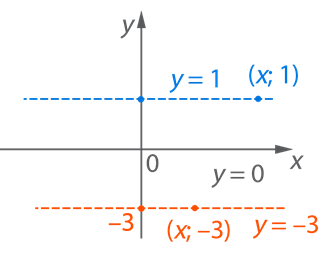 y
y = 1
(x; 1)
0
x
y = 0
−3
(x; −3)
y = −3